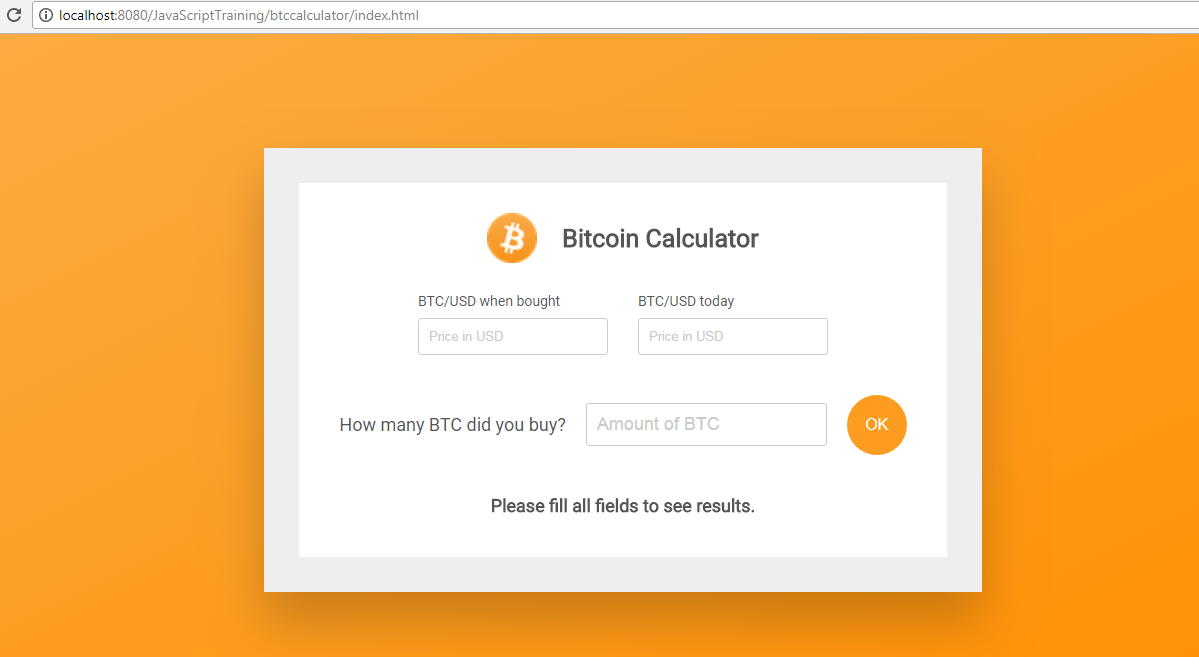 localhost:8080/JavaScriptTraining/btccalculator/index.html
Bitcoin Calculator
BTC/USD when bought BTC/USD today
Price in USD Price in USD
How many BTC did you buy? Amount of BTC OK
Please fill all fields to see results.